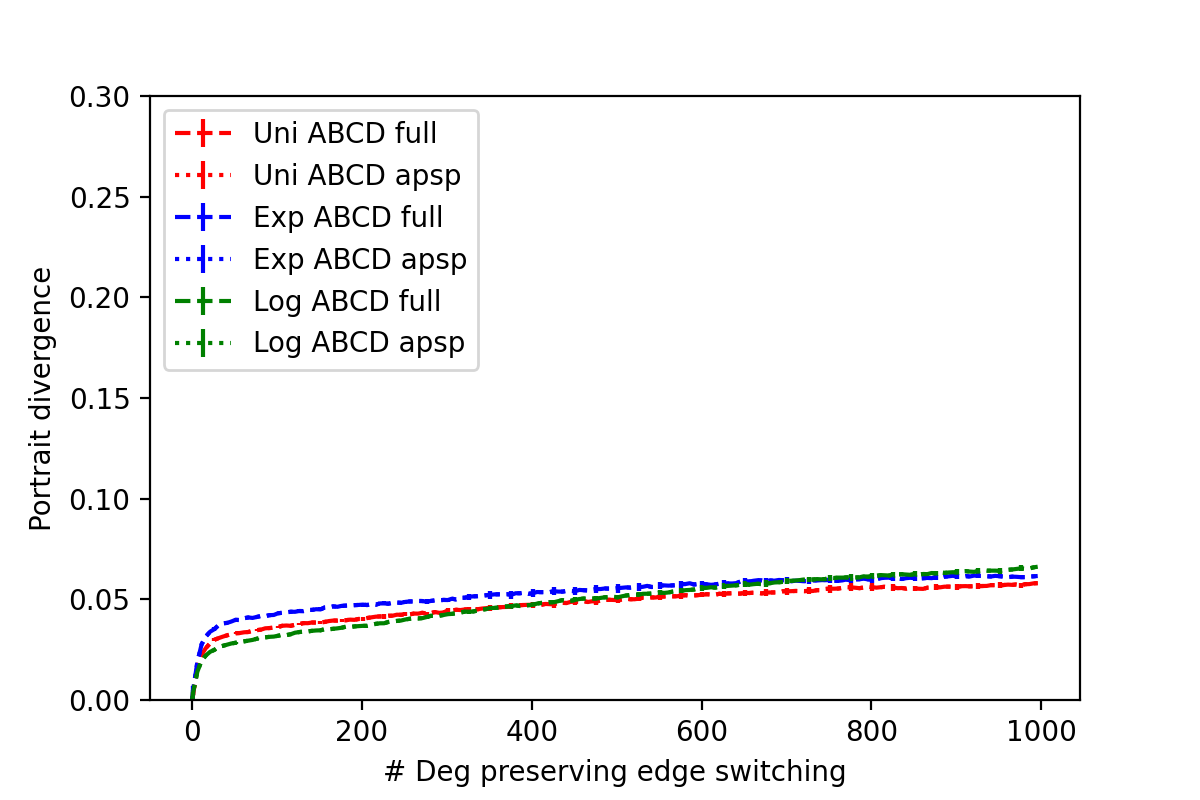 0.30
0.25
0.20
0.15
0.10
0.05
0.00
Portrait divergence
Uni ABCD full
Uni ABCD apsp
Exp ABCD full
Exp ABCD apsp
Log ABCD full
Log ABCD apsp
0 200 400 600 800 1000
# Deg preserving edge switching